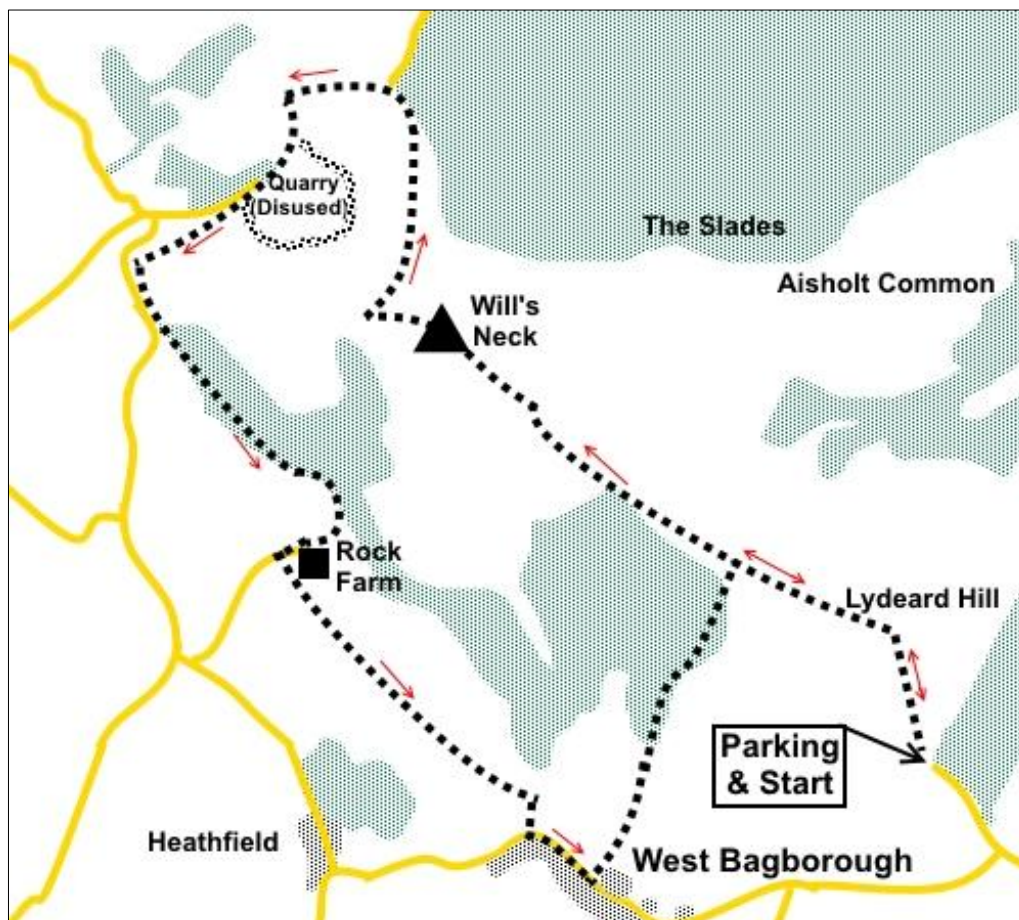 Quarry
(Disused)
The Slades
Aisholt Common
Will's
Neck
Rock
Farm
Lydeard Hill
Parking
& Start
Heathfield
West Bagborough